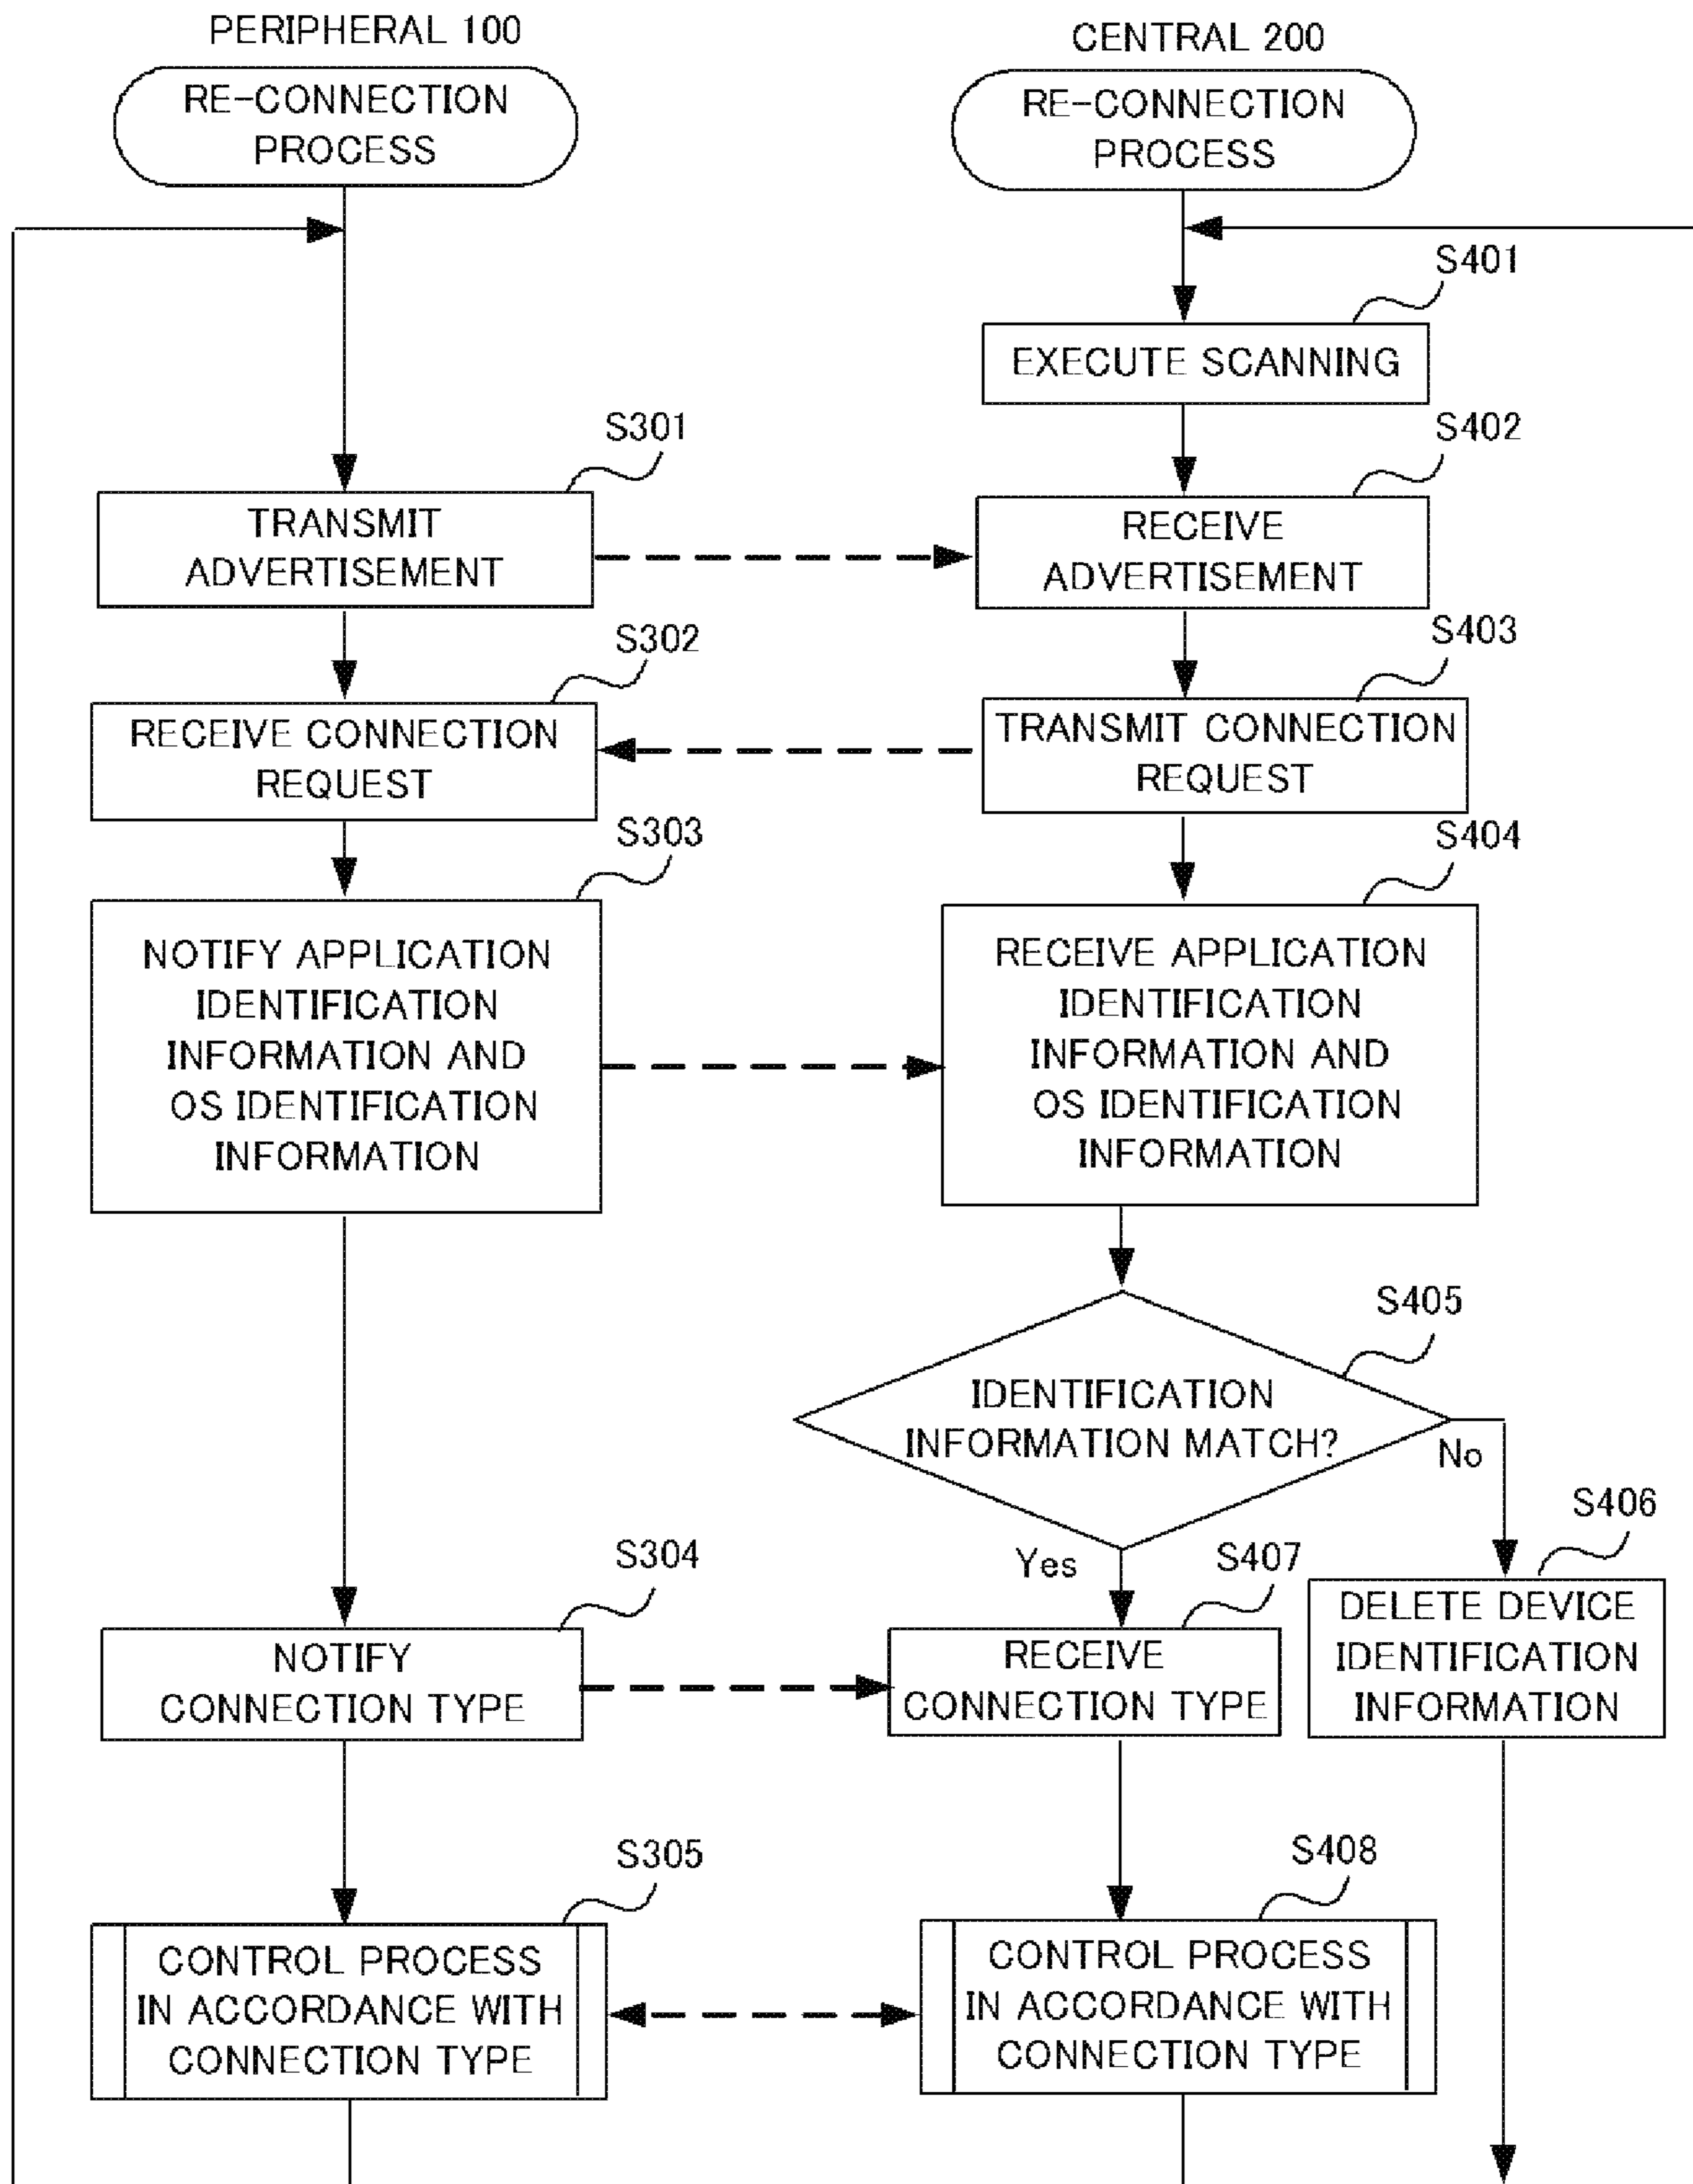 PERIPHERAL 100
RE-CONNECTION
PROCESS
CENTRAL 200
RE-CONNECTION
PROCESS
S401
EXECUTE SCANNING
S301
TRANSMIT
ADVERTISEMENT
S402
RECEIVE
ADVERTISEMENT
S302
RECEIVE CONNECTION
REQUEST
S403
TRANSMIT CONNECTION
REQUEST
S303
NOTIFY APPLICATION
IDENTIFICATION
INFORMATION AND
OS IDENTIFICATION
INFORMATION
S404
RECEIVE APPLICATION
IDENTIFICATION
INFORMATION AND
OS IDENTIFICATION
INFORMATION
S405
IDENTIFICATION
INFORMATION MATCH?
No
Yes
S406
DELETE DEVICE
IDENTIFICATION
INFORMATION
S304
NOTIFY
CONNECTION TYPE
S407
RECEIVE
CONNECTION TYPE
S305
CONTROL PROCESS
IN ACCORDANCE WITH
CONNECTION TYPE
S408
CONTROL PROCESS
IN ACCORDANCE WITH
CONNECTION TYPE